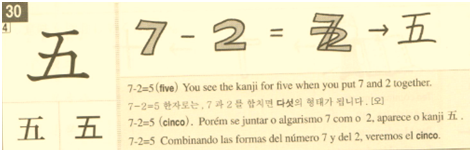 30
4
五
7 - 2 = 72 → 五
五 五
7-2=5(five) You see the kanji for five when you put 7 and 2 together.
7-2=5 한자로는, 7 과 2 를 합치면 다섯의 형태가 됩니다. [오]
7-2=5 (cinco). Porém se juntar o algarismo 7 com o 2, aparece o kanji 五.
7-2=5 Combinando las formas del número 7 y del 2, veremos el cinco.